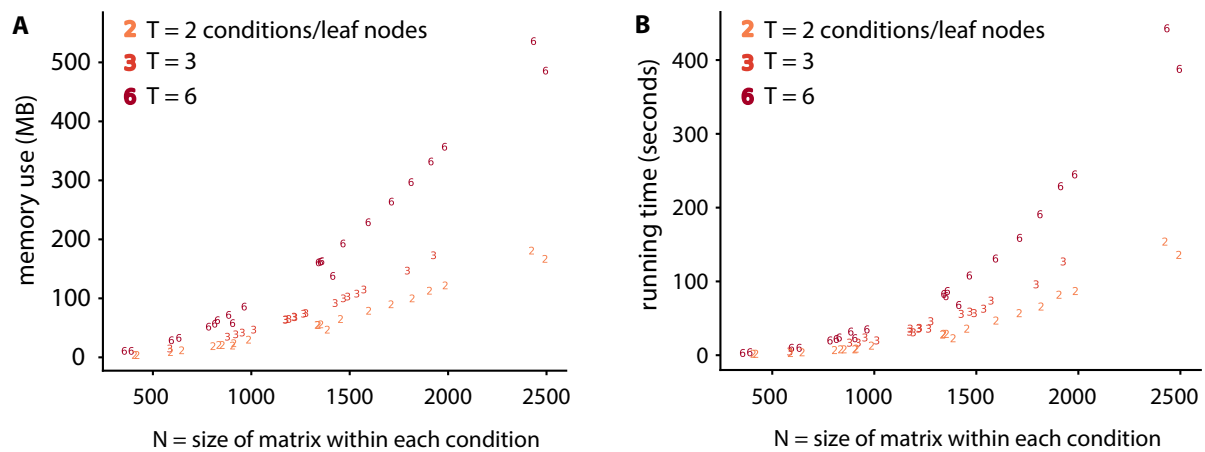 A
2 T = 2 conditions/leaf nodes
3 T = 3
6 T = 6
memory use (MB)
500
400
300
200
100
0
500 1000 1500 2000 2500
N = size of matrix within each condition
B
2 T = 2 conditions/leaf nodes
3 T = 3
6 T = 6
running time (seconds)
400
300
200
100
0
500 1000 1500 2000 2500
N = size of matrix within each condition